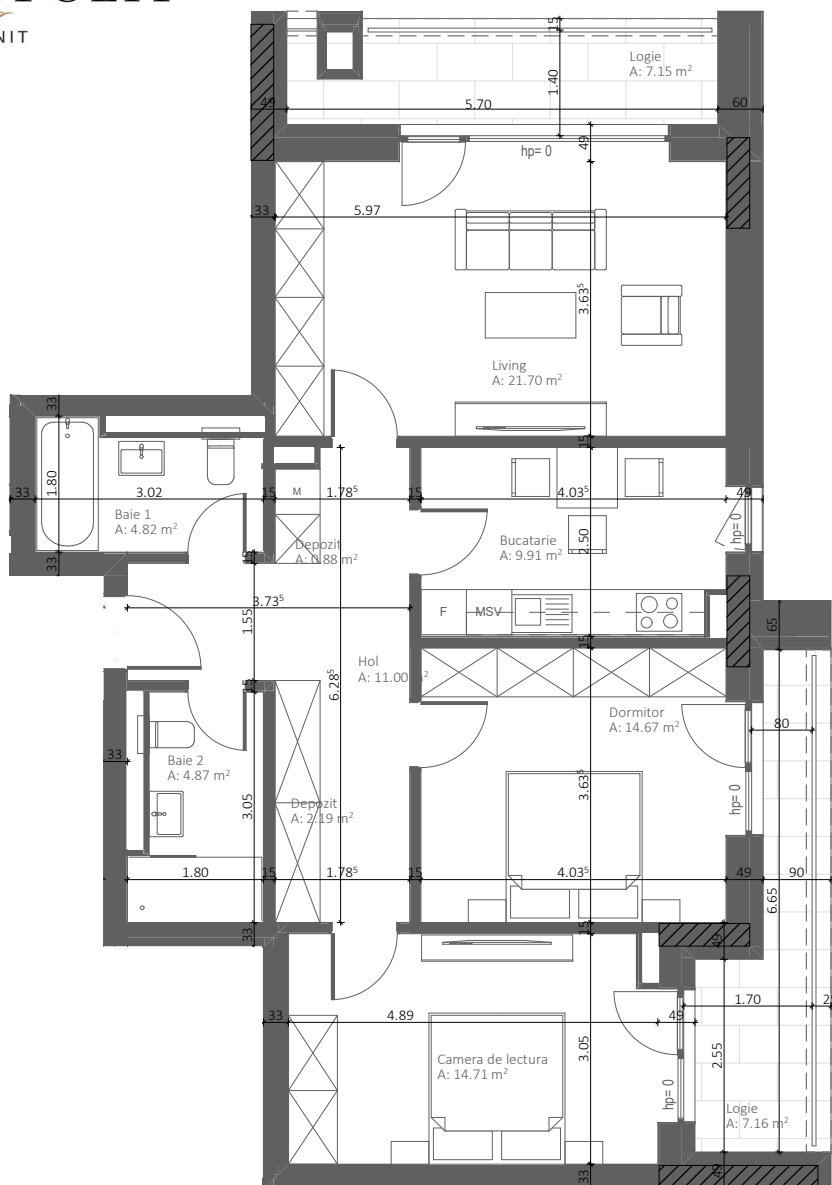 NIT
15
Logie
A: 7.15 m²
1.40
49
5.70
60
49
hp= 0
33
5.97
3.63⁵
Living
A: 21.70 m²
33
15
1.80
33
3.02
15
M
1.78⁵
15
4.03⁵
49
Baie 1
A: 4.82 m²
Depozit
A: 0.88 m²
Bucatarie
A: 9.91 m²
2.50
hp= 0
33
15
3.73⁵
1.55
F
MSV
15
65
Hol
A: 11.00 m²
6.28⁵
15
Dormitor
A: 14.67 m²
80
33
Baie 2
A: 4.87 m²
3.05
Depozit
A: 2.19 m²
3.63⁵
hp= 0
1.80
15
1.78⁵
15
4.03⁵
49
90
6.65
33
15
49
33
4.89
49
1.70
3.05
2.55
Camera de lectura
A: 14.71 m²
hp= 0
Logie
A: 7.16 m²
33
49